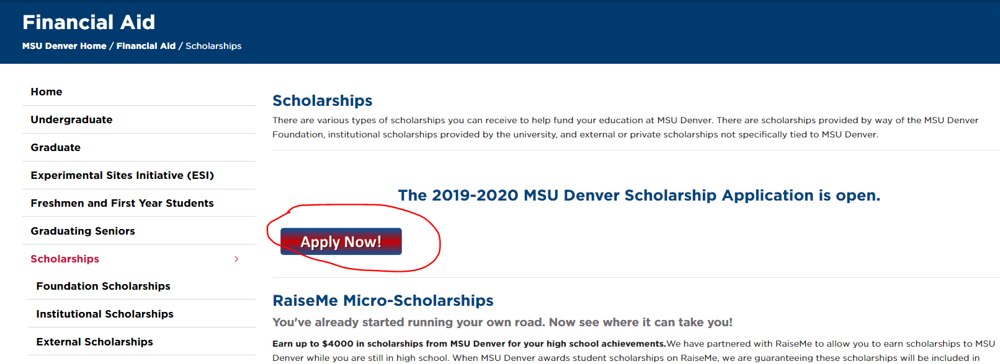 Financial Aid
MSU Denver Home / Financial Aid / Scholarships
Home
Undergraduate
Graduate
Experimental Sites Initiative (ESI)
Freshmen and First Year Students
Graduating Seniors
Scholarships
Foundation Scholarships
Institutional Scholarships
External Scholarships
Scholarships
There are various types of scholarships you can receive to help fund your education at MSU Denver. There are scholarships provided by way of the MSU Denver
Foundation, institutional scholarships provided by the university, and external or private scholarships not specifically tied to MSU Denver.
The 2019-2020 MSU Denver Scholarship Application is open.
Apply Now!
RaiseMe Micro-Scholarships
You've already started running your own road. Now see where it can take you!
Earn up to $4000 in scholarships from MSU Denver for your high school achievements.We have partnered with RaiseMe to allow you to earn scholarships to MSU
Denver while you are still in high school. When MSU Denver awards student scholarships on RaiseMe, we are guaranteeing these scholarships will be included in